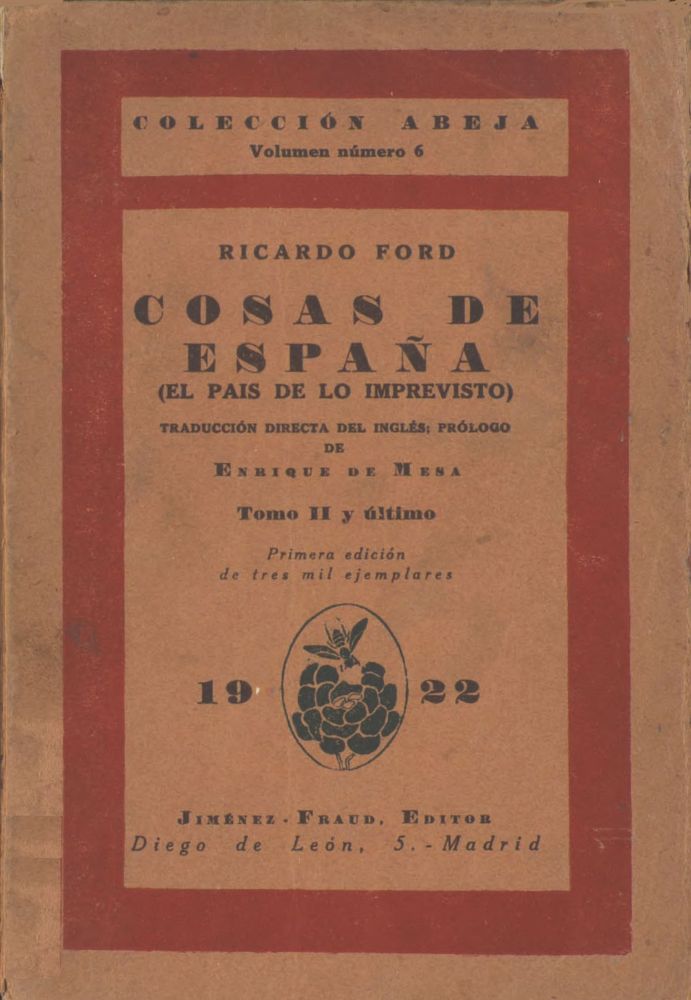 COLECCIÓN ABEJA
Volumen número 6
RICARDO FORD
COSAS DE
ESPAÑA
(EL PAIS DE LO IMPREVISTO)
TRADUCCIÓN DIRECTA DEL INGLÉS; PRÓLOGO
DE
ENRIQUE DE MESA
Tomo II y último
Primera edición
de tres mil ejemplares
19 22
JIMÉNEZ - FRAUD, EDITOR
Diego de León, 5. - Madrid